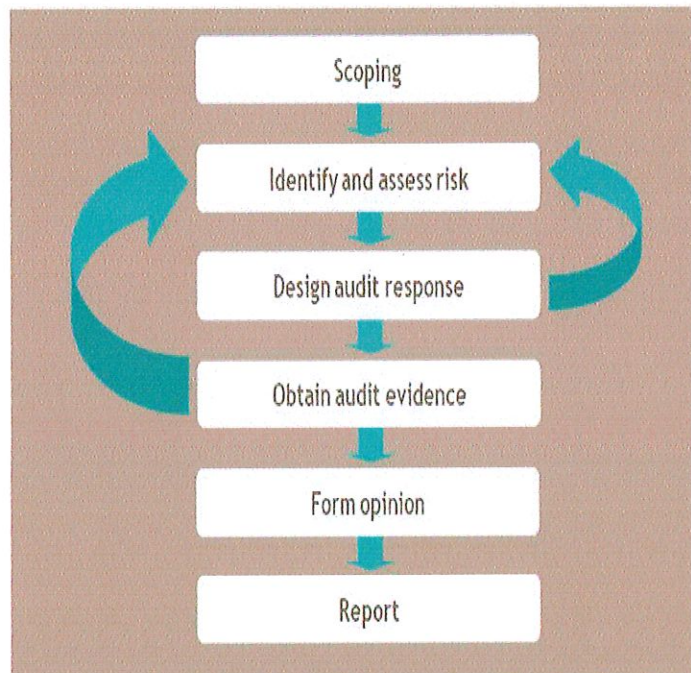 Scoping
Identify and assess risk
Design audit response
Obtain audit evidence
Form opinion
Report